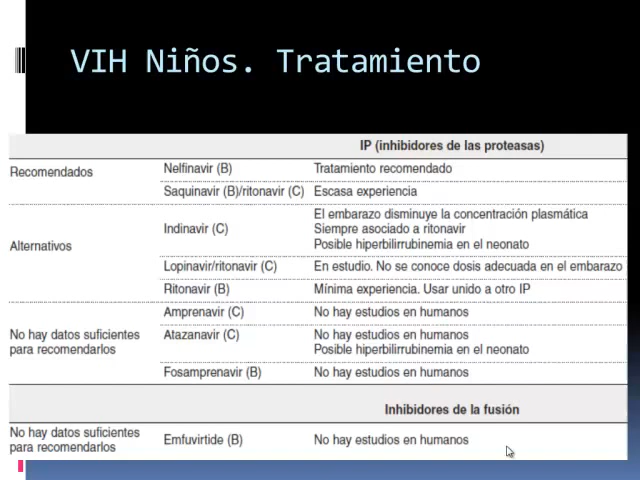 VIH Niños. Tratamiento
IP (inhibidores de las proteasas)
Recomendados
Nelfinavir (B)
Tratamiento recomendado
Saquinavir (B)/ritonavir (C)
Escasa experiencia
Alternativos
Indinavir (C)
El embarazo disminuye la concentración plasmática
Siempre asociado a ritonavir
Posible hiperbilirrubinemia en el neonato
Lopinavir/ritonavir (C)
En estudio. No se conoce dosis adecuada en el embarazo
Ritonavir (B)
Mínima experiencia. Usar unido a otro IP
No hay datos suficientes
para recomendarlos
Amprenavir (C)
No hay estudios en humanos
Atazanavir (C)
No hay estudios en humanos
Posible hiperbilirrubinemia en el neonato
Fosamprenavir (B)
No hay estudios en humanos
Inhibidores de la fusión
No hay datos suficientes
para recomendarlos
Emfuvirtide (B)
No hay estudios en humanos